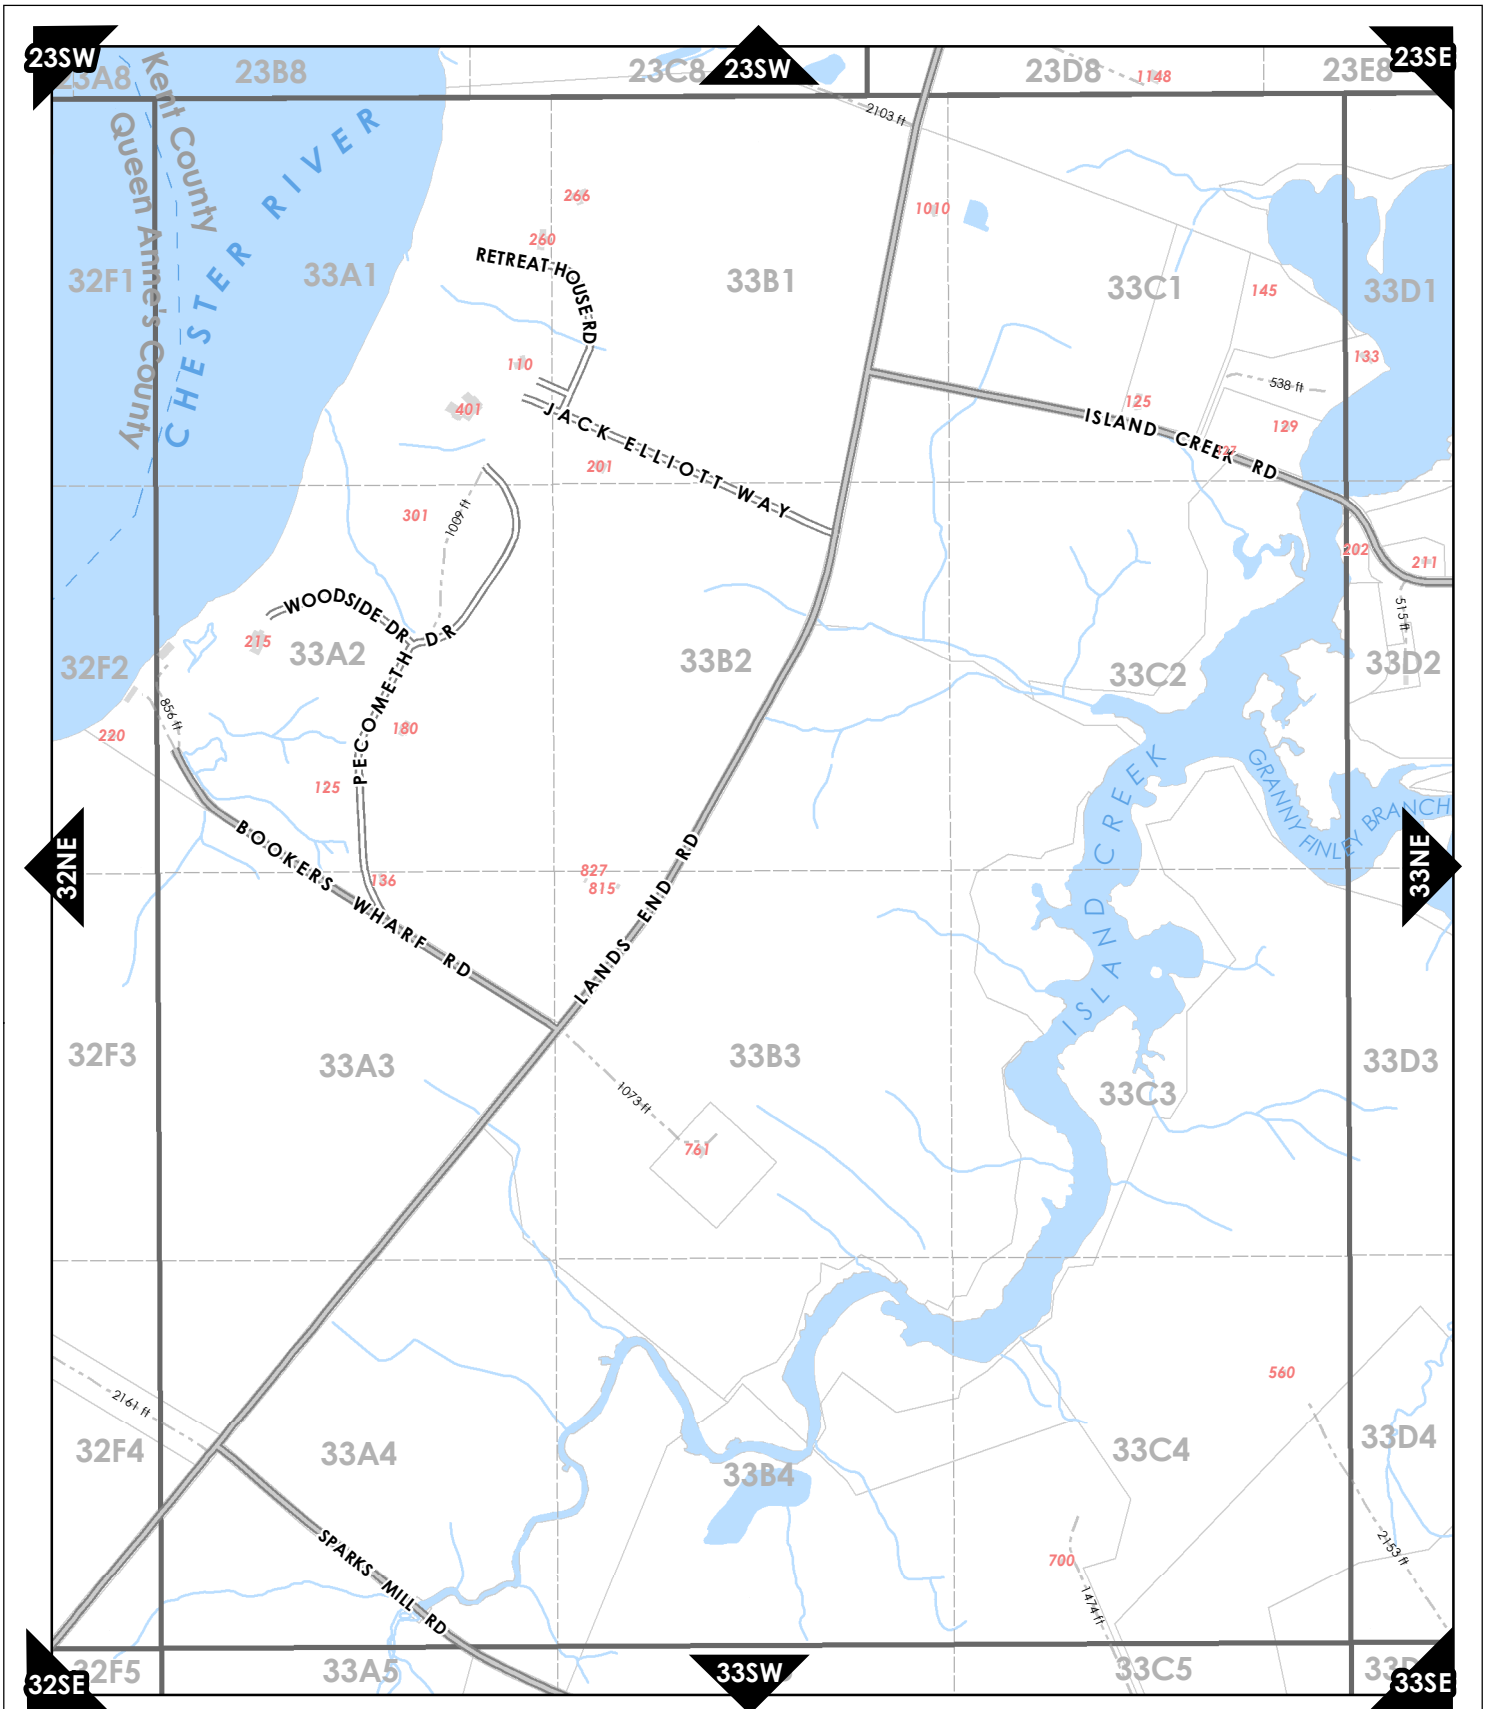 23SW
23A8
23B8
23C8
23SW
23D8
1148
23E8
23SE
Kent County
Queen Anne's County
CHESTER RIVER
2103 ft
266
1010
260
RETREAT HOUSE RD
32F1
33A1
33B1
33C1
145
33D1
133
538 ft
110
401
125
129
JACK ELLIOTT WAY
ISLAND CREEK RD
201
301
1009 ft
202
211
515 ft
WOODSIDE DR
215
33A2
PECOMETH DR
32F2
33B2
33C2
33D2
856 ft
220
180
125
ISLAND CREEK
GRANNY FINLEY BRANCH
BOOKERS WHARF RD
136
827
815
LANDS END RD
32NE
33NE
32F3
33A3
33B3
33C3
33D3
1073 ft
761
2161 ft
560
32F4
33A4
33B4
33C4
33D4
2153 ft
700
1474 ft
SPARKS MILL RD
32SE
32F5
33A5
33SW
33C5
33D
33SE